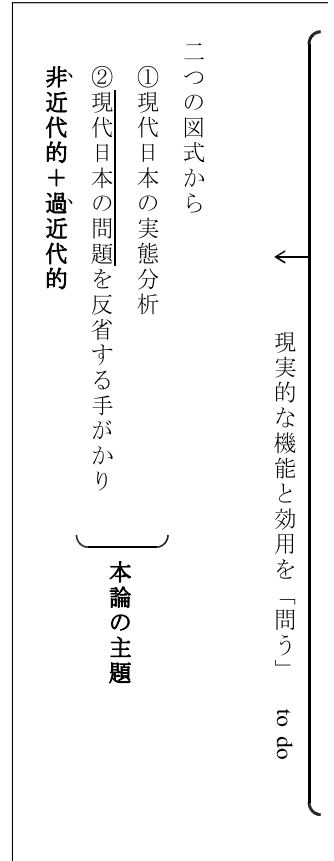 現実的な機能と効用を「問う」 to do
二つの図式から
①現代日本の実態分析
②現代日本の問題を反省する手がかり
本論の主題
非近代的＋過近代的